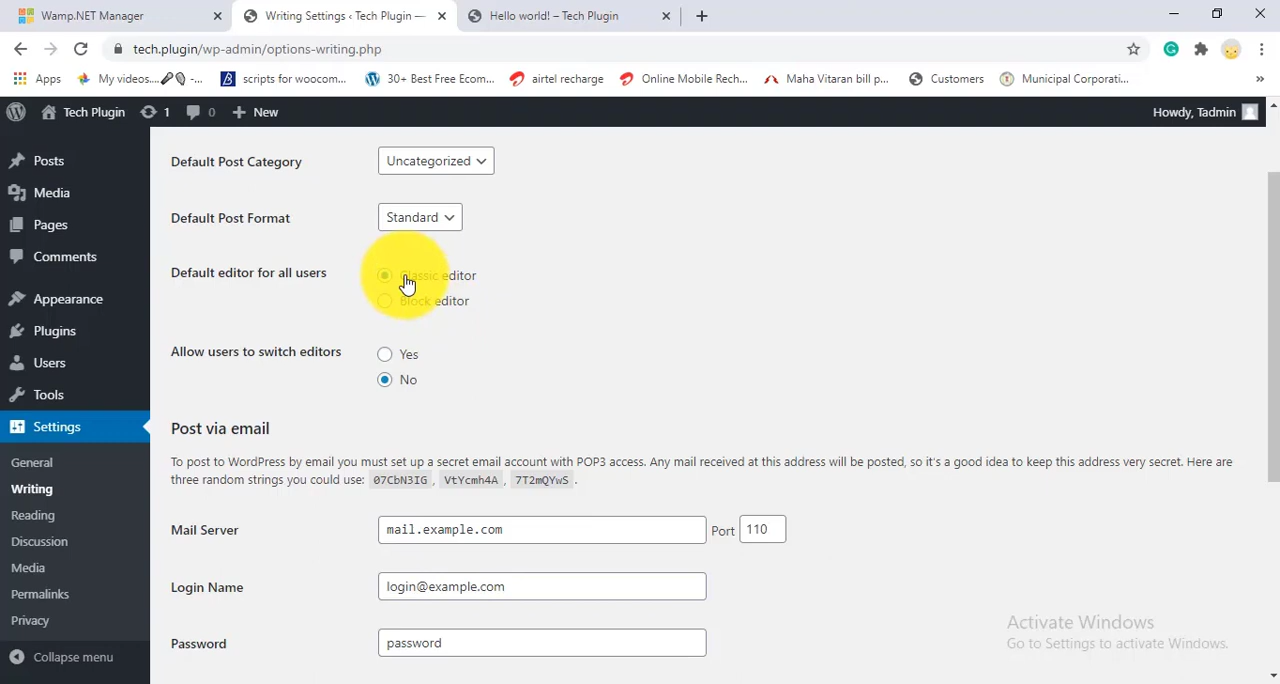 Wamp.NET Manager
Writing Settings ‹ Tech Plugin —
Hello world! – Tech Plugin
tech.plugin/wp-admin/options-writing.php
Apps
My videos....
scripts for woocom...
30+ Best Free Ecom...
airtel recharge
Online Mobile Rech...
Maha Vitaran bill p...
Customers
Municipal Corporati...
»
Tech Plugin
1
0
New
Howdy, Tadmin
Posts
Media
Pages
Comments
Appearance
Plugins
Users
Tools
Settings
General
Writing
Reading
Discussion
Media
Permalinks
Privacy
Collapse menu
Default Post Category
Uncategorized
Default Post Format
Standard
Default editor for all users
Classic editor
Block editor
Allow users to switch editors
Yes
No
Post via email
To post to WordPress by email you must set up a secret email account with POP3 access. Any mail received at this address will be posted, so it's a good idea to keep this address very secret. Here are
three random strings you could use: 07CbN3IG , VtYcmh4A , 7T2mQYwS .
Mail Server
mail.example.com
Port 110
Login Name
login@example.com
Password
password
Activate Windows
Go to Settings to activate Windows.